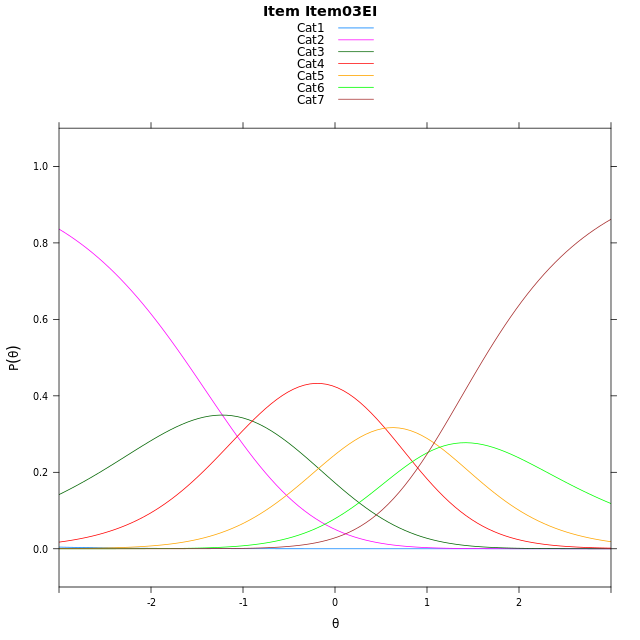 Item Item03EI
Cat1
Cat2
Cat3
Cat4
Cat5
Cat6
Cat7
1.0
0.8
0.6
0.4
0.2
0.0
P(θ)
-2
-1
0
1
2
θ